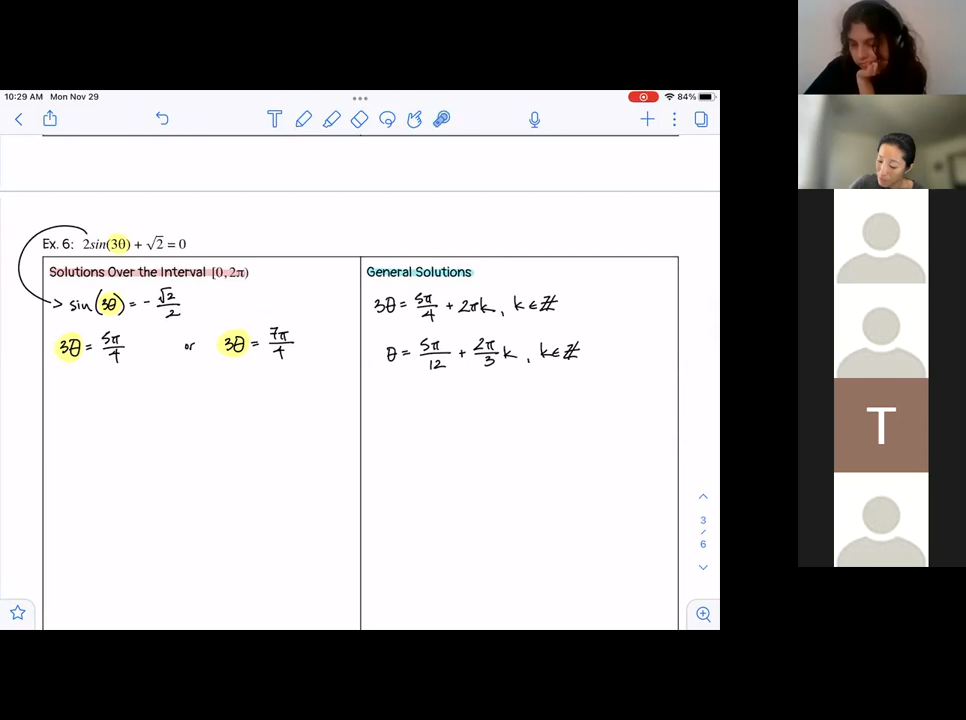 10:29 AM Mon Nov 29
84%
T
Ex. 6: 2sin(3θ) + √2 = 0
Solutions Over the Interval [0, 2π)
> sin(3θ) = - √2/2
3θ = 5π/4 or 3θ = 7π/4
General Solutions
3θ = 5π/4 + 2πk, k ∈ ℤ
θ = 5π/12 + 2π/3 k, k ∈ ℤ
3
/
6
T